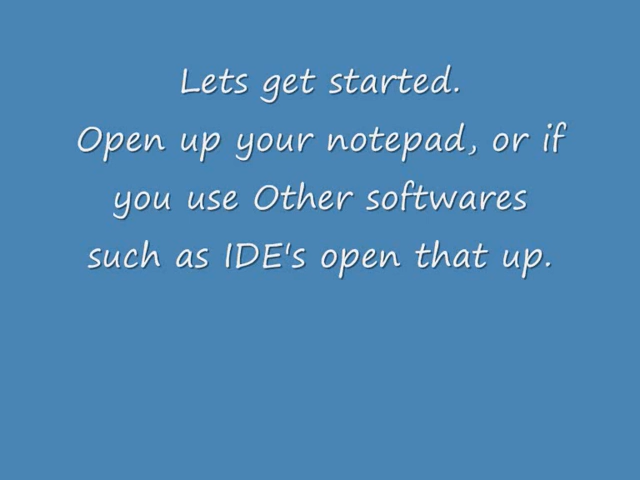 Lets get started.
Open up your notepad, or if
you use Other softwares
such as IDE's open that up.